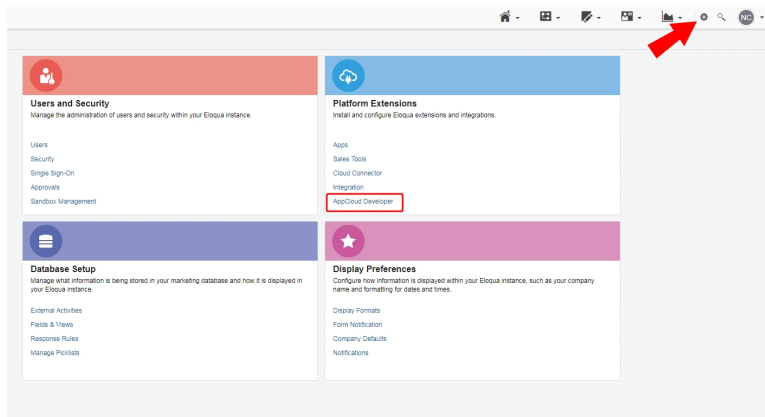 NC
Users and Security
Manage the administration of users and security within your Eloqua instance.
Users
Security
Single Sign-On
Approvals
Sandbox Management
Platform Extensions
Install and configure Eloqua extensions and integrations.
Apps
Sales Tools
Cloud Connector
Integration
AppCloud Developer
Database Setup
Manage what information is being stored in your marketing database and how it is displayed in
your Eloqua instance.
External Activities
Fields & Views
Response Rules
Manage Picklists
Display Preferences
Configure how information is displayed within your Eloqua instance, such as your company
name and formatting for dates and times.
Display Formats
Form Notification
Company Defaults
Notifications